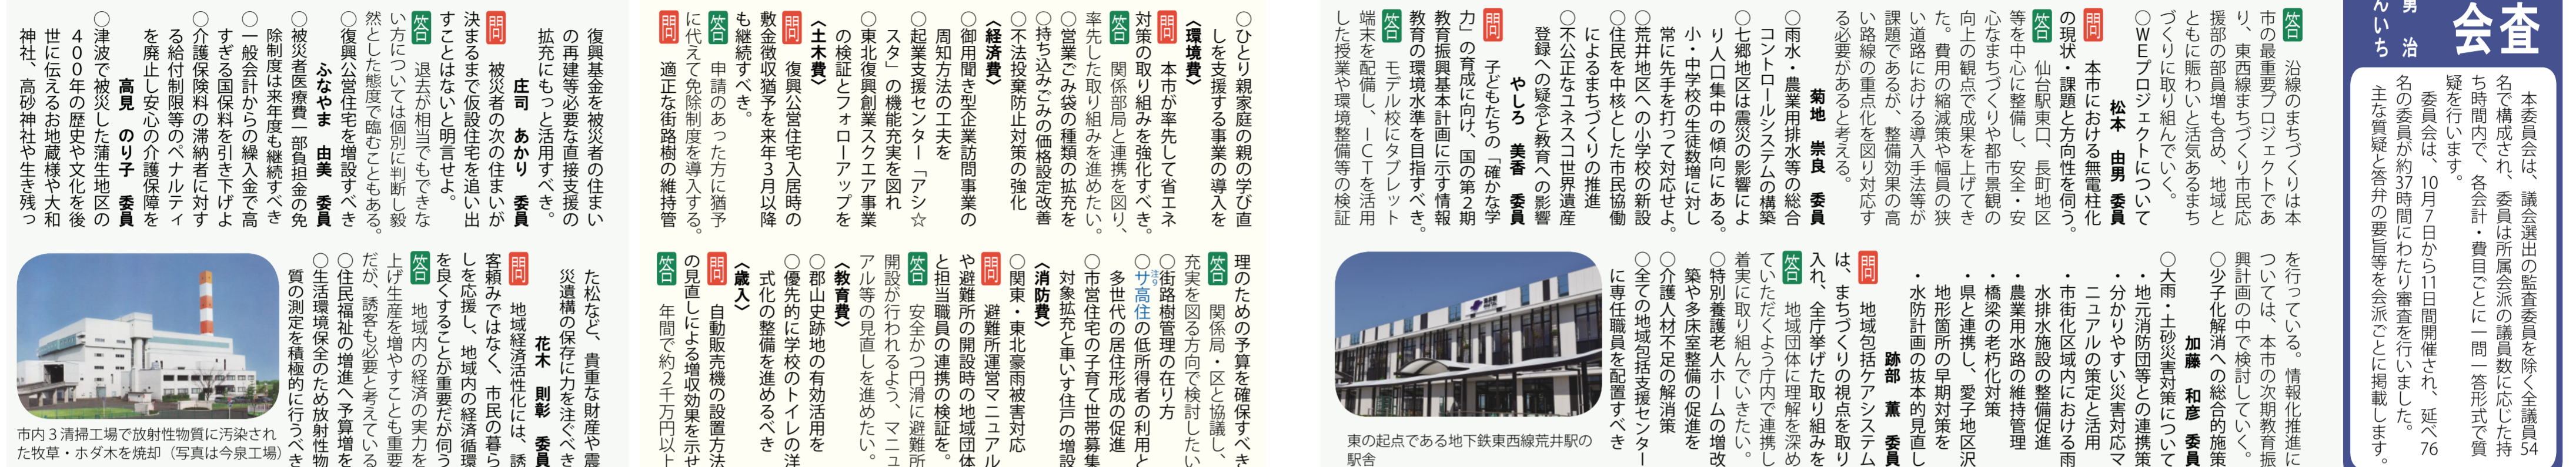 査
会
男　治
んいち
　本委員会は、議会選出の監査委員を除く全議員54
名で構成され、委員は所属会派の議員数に応じた持
ち時間内で、各会計・費目ごとに一問一答形式で質
疑を行います。
　委員会は、10月7日から11日間開催され、延べ76
名の委員が約37時間にわたり審査を行いました。
　主な質疑と答弁の要旨等を会派ごとに掲載します。
答　沿線のまちづくりは本
市の最重要プロジェクトであ
り、東西線まちづくり市民応
援部の部員増も含め、地域と
ともに賑わいと活気あるまち
づくりに取り組んでいく。
○WEプロジェクトについて
松本　由男　委員
問　本市における無電柱化
の現状・課題と方向性を伺う。
答　仙台駅東口、長町地区
等を中心に整備し、安全・安
心なまちづくりや都市景観の
向上の観点で成果を上げてき
た。費用の縮減策や幅員の狭
い道路における導入手法等が
課題であるが、整備効果の高
い路線の重点化を図り対応す
る必要があると考える。
菊地　崇良　委員
○雨水・農業用排水等の総合
コントロールシステムの構築
○七郷地区は震災の影響によ
り人口集中の傾向にある。
小・中学校の生徒数増に対し
常に先手を打って対応せよ。
○荒井地区への小学校の新設
○住民を中核とした市民協働
によるまちづくりの推進
○不公正なユネスコ世界遺産
登録への疑念と教育への影響
やしろ　美香　委員
問　子どもたちの「確かな学
力」の育成に向け、国の第2期
教育振興基本計画に示す情報
教育の環境水準を目指すべき。
答　モデル校にタブレット
端末を配備し、ICTを活用
した授業や環境整備等の検証
を行っている。情報化推進に
ついては、本市の次期教育振
興計画の中で検討していく。
○少子化解消への総合的施策
加藤　和彦　委員
○大雨・土砂災害対策について
・地元消防団等との連携策
・分かりやすい災害対応マ
ニュアルの策定と活用
・市街化区域内における雨
水排水施設の整備促進
・農業用水路の維持管理
・橋梁の老朽化対策
・県と連携し、愛子地区沢
地形箇所の早期対策を
・水防計画の抜本的見直し
跡部　薫　委員
問　地域包括ケアシステム
は、まちづくりの視点を取り
入れ、全庁挙げた取り組みを
答　地域団体に理解を深め
ていただくよう庁内で連携し
着実に取り組んでいきたい。
○特別養護老人ホームの増改
築や多床室整備の促進を
○介護人材不足の解消策
○全ての地域包括支援センター
に専任職員を配置すべき
東の起点である地下鉄東西線荒井駅の
駅舎
○ひとり親家庭の親の学び直
しを支援する事業の導入を
〈環境費〉
問　本市が率先して省エネ
対策の取り組みを強化すべき。
答　関係部局と連携を図り、
率先した取り組みを進めたい。
○営業ごみ袋の種類の拡充を
○持ち込みごみの価格設定改善
○不法投棄防止対策の強化
〈経済費〉
○御用聞き型企業訪問事業の
周知方法の工夫を
○起業支援センター「アシ☆
スタ」の機能充実を図れ
○東北復興創業スクエア事業
の検証とフォローアップを
〈土木費〉
問　復興公営住宅入居時の
敷金徴収猶予を来年3月以降
も継続すべき。
答　申請のあった方に猶予
に代えて免除制度を導入する。
問　適正な街路樹の維持管
理のための予算を確保すべき
答　関係局・区と協議し、
充実を図る方向で検討したい
○街路樹管理の在り方
○サ高住注9の低所得者の利用と
多世代の居住形成の促進
○市営住宅の子育て世帯募集
対象拡充と車いす住戸の増設
〈消防費〉
○関東・東北豪雨被害対応
問　避難所運営マニュアル
や避難所の開設時の地域団体
と担当職員の連携の検証を。
答　安全かつ円滑に避難所
開設が行われるよう、マニュ
アル等の見直しを進めたい。
〈教育費〉
○郡山史跡地の有効活用を
○優先的に学校のトイレの洋
式化の整備を進めるべき
〈歳入〉
問　自動販売機の設置方法
の見直しによる増収効果を示せ
答　年間で約2千万円以上
復興基金を被災者の住まい
の再建等必要な直接支援の
拡充にもっと活用すべき。
庄司　あかり　委員
問　被災者の次の住まいが
決まるまで仮設住宅を追い出
すことはないと明言せよ。
答　退去が相当でもできな
い方については個別に判断し毅
然とした態度で臨むこともある。
○復興公営住宅を増設すべき
ふなやま　由美　委員
○被災者医療費一部負担金の免
除制度は来年度も継続すべき
○一般会計からの繰入金で高
すぎる国保料を引き下げよ
○介護保険料の滞納者に対す
る給付制限等のペナルティ
を廃止し安心の介護保障を
高見　のり子　委員
○津波で被災した蒲生地区の
400年の歴史や文化を後
世に伝えるお地蔵様や大和
神社、高砂神社や生き残っ
た松など、貴重な財産や震
災遺構の保存に力を注ぐべき
花木　則彰　委員
問　地域経済活性化には、誘
客頼みではなく、市民の暮ら
しを応援し、地域内の経済循環
を良くすることが重要だが伺う
答　地域内の経済の実力を
上げ生産を増やすことも重要
だが、誘客も必要と考えている
○住民福祉の増進へ予算増を
○生活環境保全のため放射性物
質の測定を積極的に行うべき
市内3清掃工場で放射性物質に汚染され
た牧草・ホダ木を焼却（写真は今泉工場）